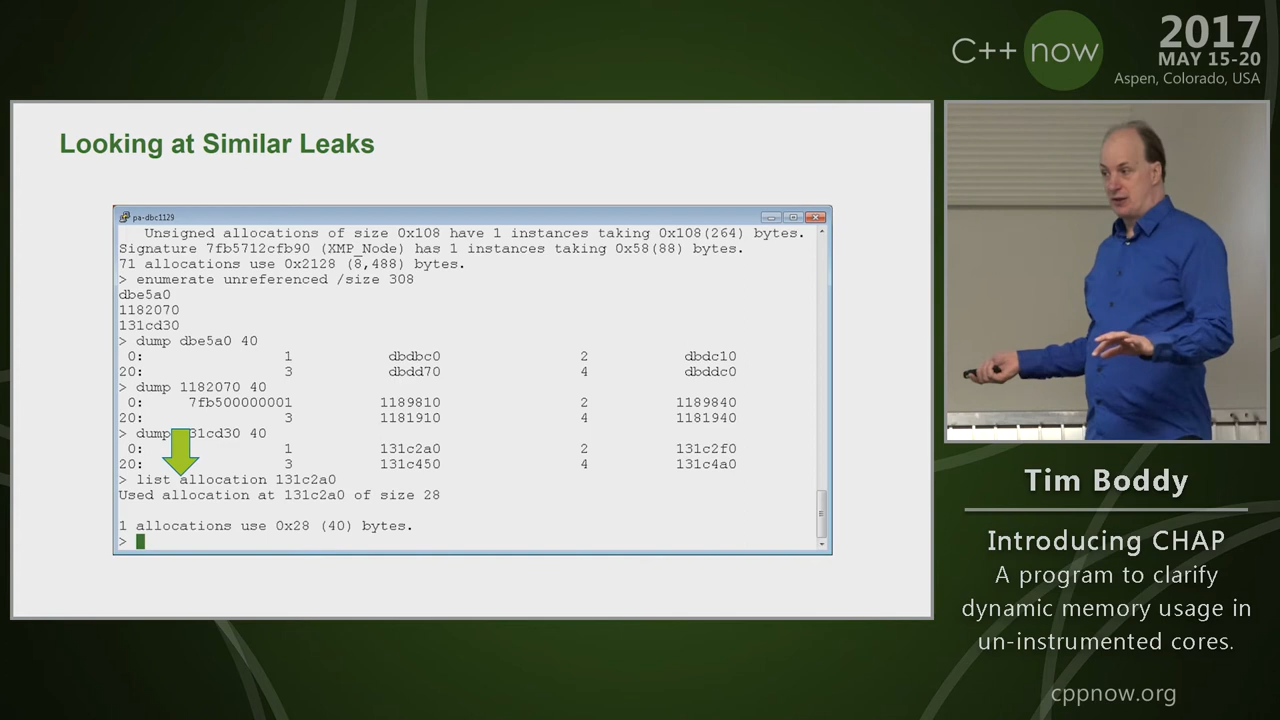 C++ now
2017
MAY 15-20
Aspen, Colorado, USA
Looking at Similar Leaks
pa-dbc1129
Unsigned allocations of size 0x108 have 1 instances taking 0x108(264) bytes.
Signature 7fb5712cfb90 (XMP_Node) has 1 instances taking 0x58(88) bytes.
71 allocations use 0x2128 (8,488) bytes.
> enumerate unreferenced /size 308
dbe5a0
1182070
131cd30
> dump dbe5a0 40
0: 1 dbdbc0 2 dbdc10
20: 3 dbdd70 4 dbddc0
> dump 1182070 40
0: 7fb500000001 1189810 2 1189840
20: 3 1181910 4 1181940
> dump 31cd30 40
0: 1 131c2a0 2 131c2f0
20: 3 131c450 4 131c4a0
> list allocation 131c2a0
Used allocation at 131c2a0 of size 28
1 allocations use 0x28 (40) bytes.
>
Tim Boddy
Introducing CHAP
A program to clarify
dynamic memory usage in
un-instrumented cores.
cppnow.org